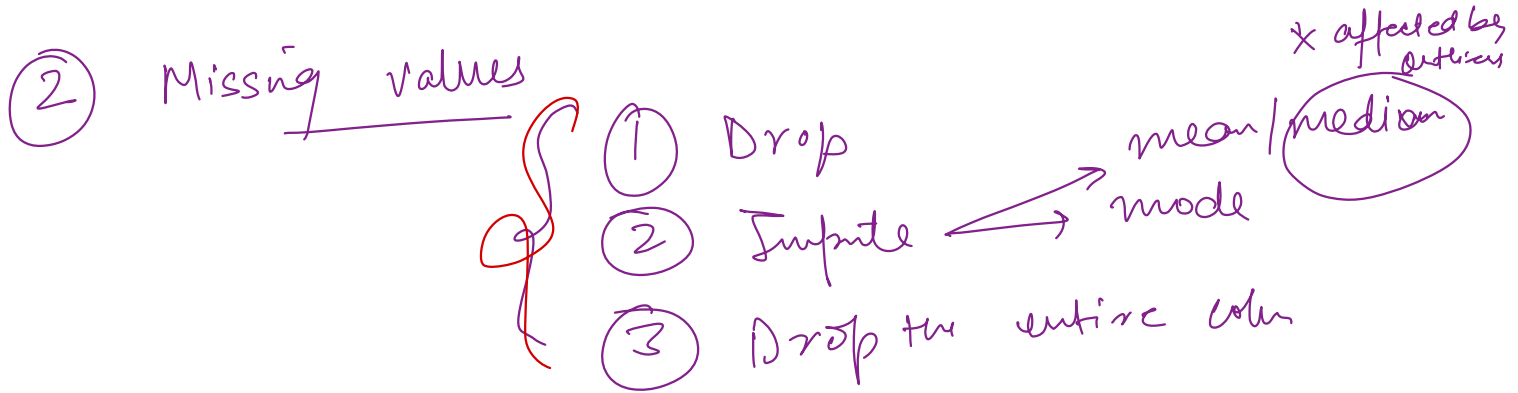 ② Missing values
* affected by
outliers
① Drop
mean/median
mode
② Impute
③ Drop the entire colm